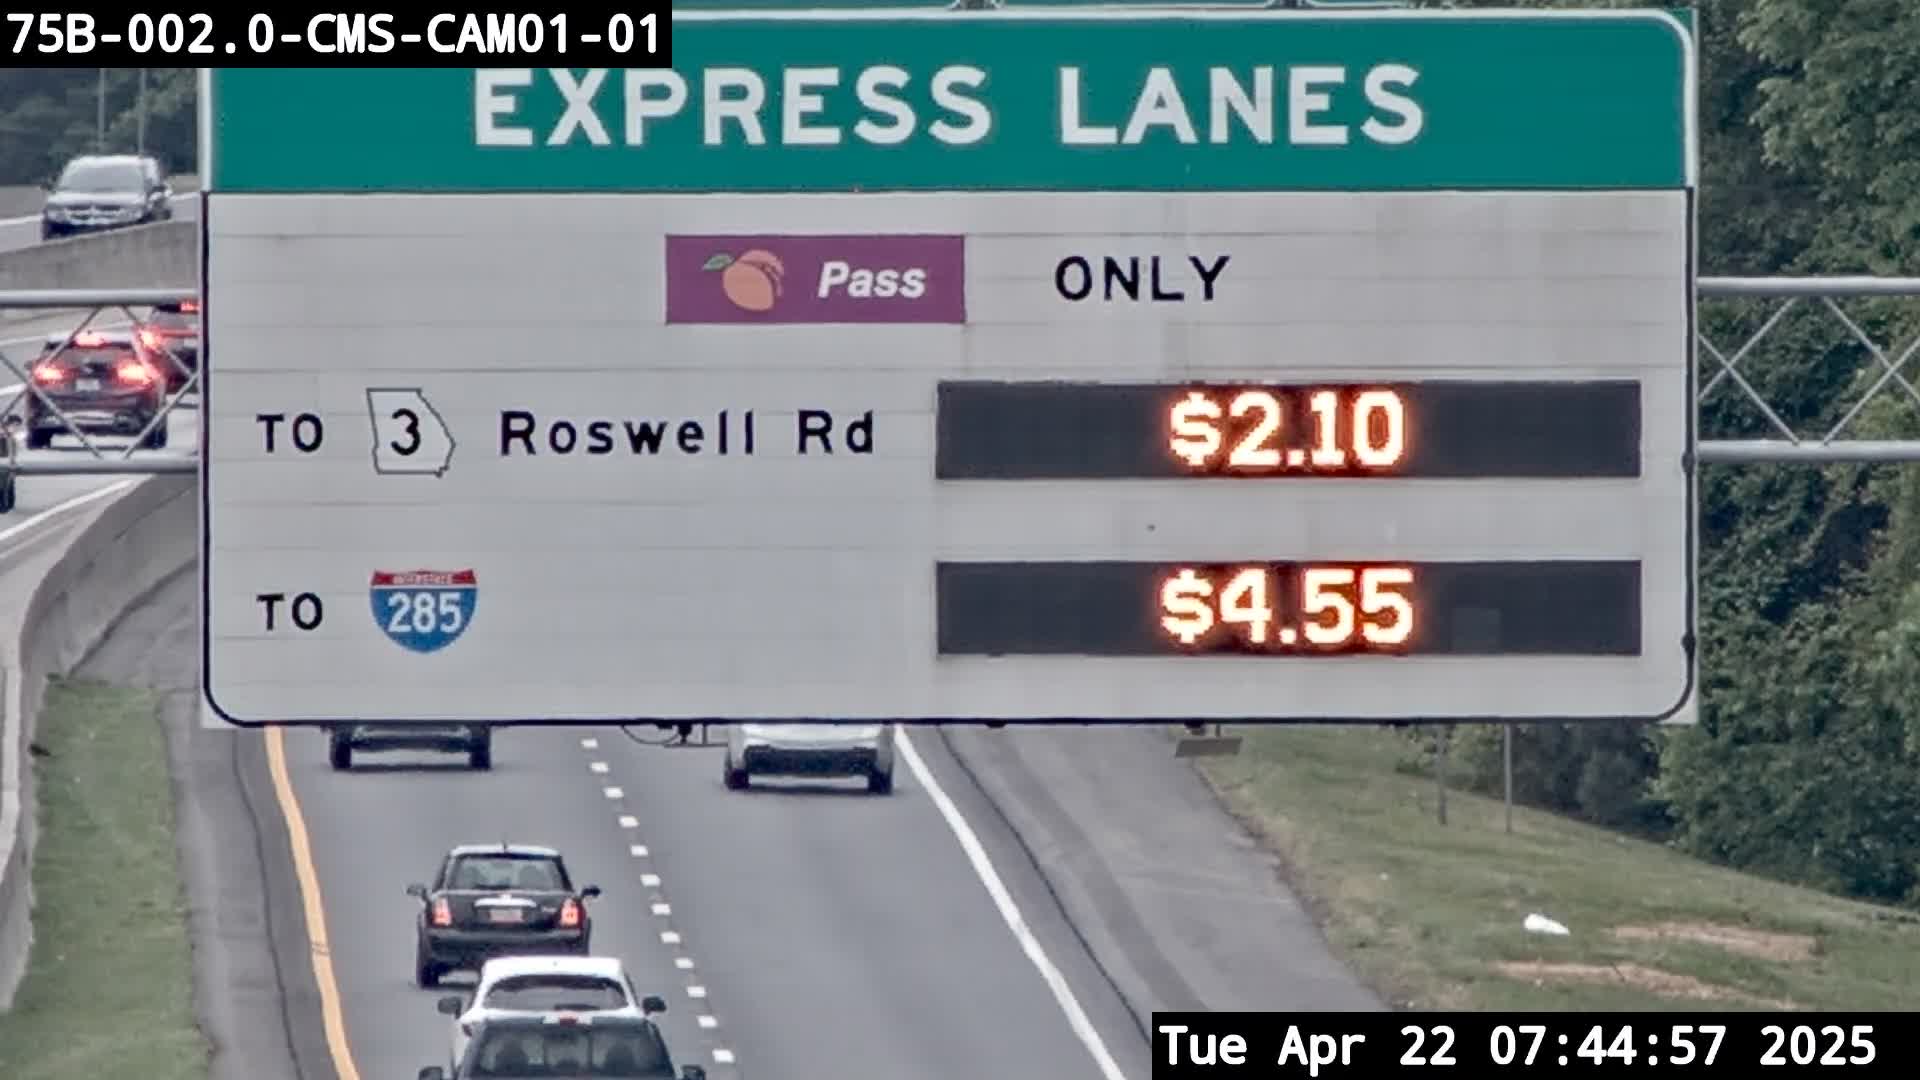 75B-002.0-CMS-CAM01-01
EXPRESS LANES
Pass ONLY
TO 3 Roswell Rd $2.10
INTERSTATE
TO 285 $4.55
Tue Apr 22 07:44:57 2025